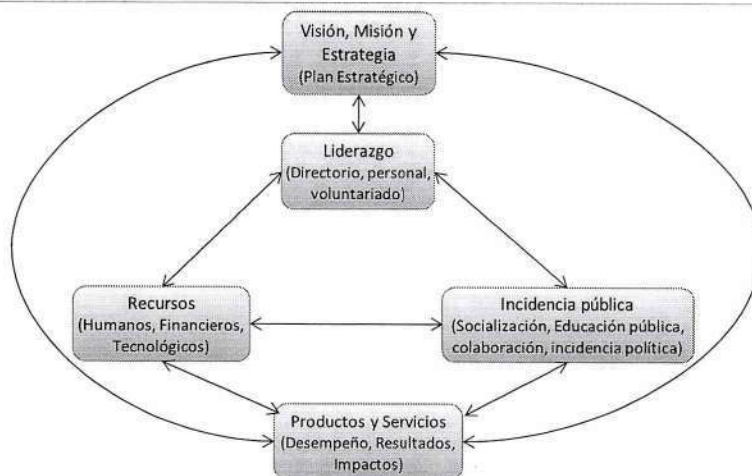 Visión, Misión y
Estrategia
(Plan Estratégico)
Liderazgo
(Directorio, personal,
voluntariado)
Recursos
(Humanos, Financieros,
Tecnológicos)
Incidencia pública
(Socialización, Educación pública,
colaboración, incidencia política)
Productos y Servicios
(Desempeño, Resultados,
Impactos)